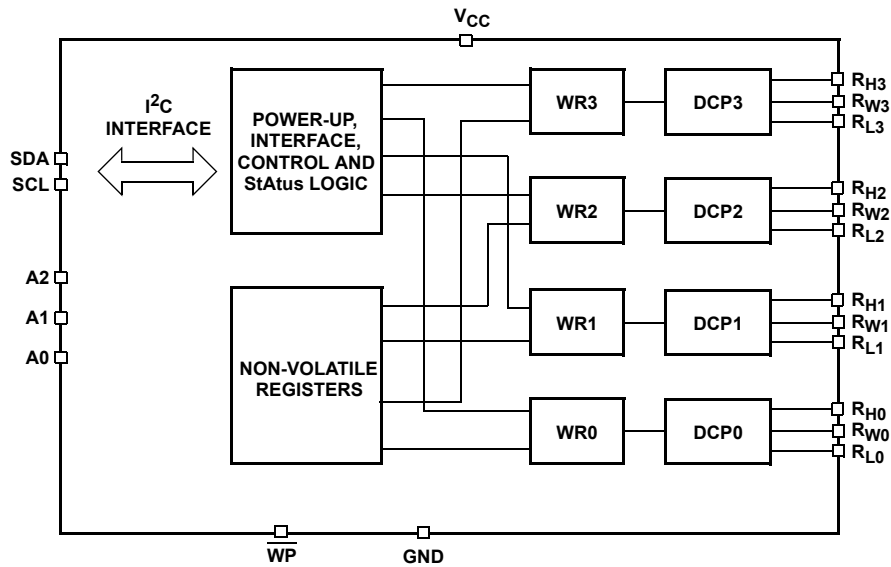 VCC
I2C
INTERFACE
POWER-UP,
INTERFACE,
CONTROL AND
StAtus LOGIC
WR3
DCP3
RH3
RW3
RL3
SDA
SCL
WR2
DCP2
RH2
RW2
RL2
A2
A1
A0
NON-VOLATILE
REGISTERS
WR1
DCP1
RH1
RW1
RL1
WR0
DCP0
RH0
RW0
RL0
WP
GND